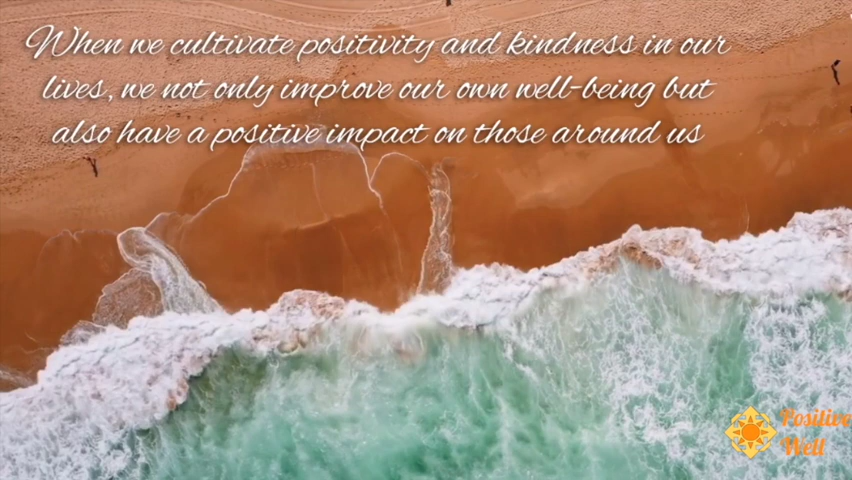 When we cultivate positivity and kindness in our
lives, we not only improve our own well-being but
also have a positive impact on those around us
Positive
Well